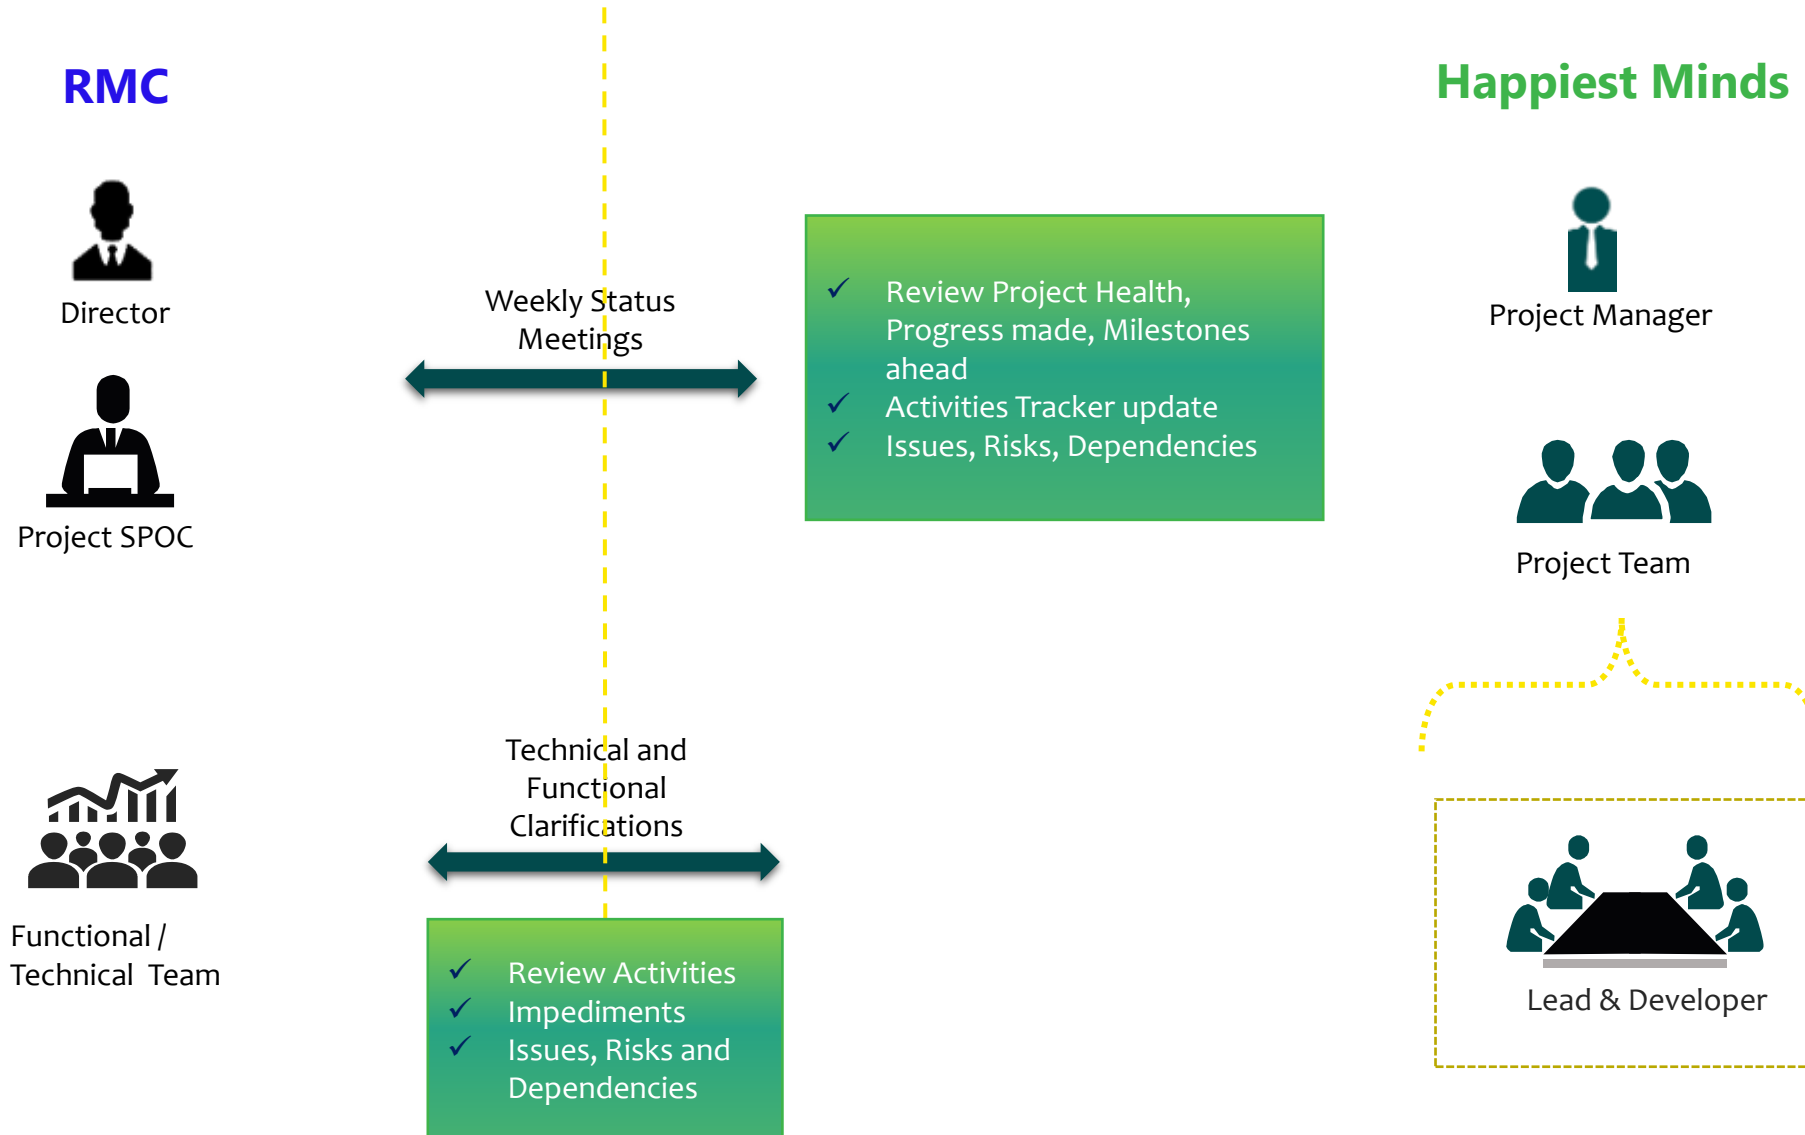 RMC
Happiest Minds
Director
Project SPOC
Functional /
Technical Team
Weekly Status
Meetings
Review Project Health,
Progress made, Milestones
ahead
Activities Tracker update
Issues, Risks, Dependencies
Technical and
Functional
Clarifications
Review Activities
Impediments
Issues, Risks and
Dependencies
Project Manager
Project Team
Lead & Developer